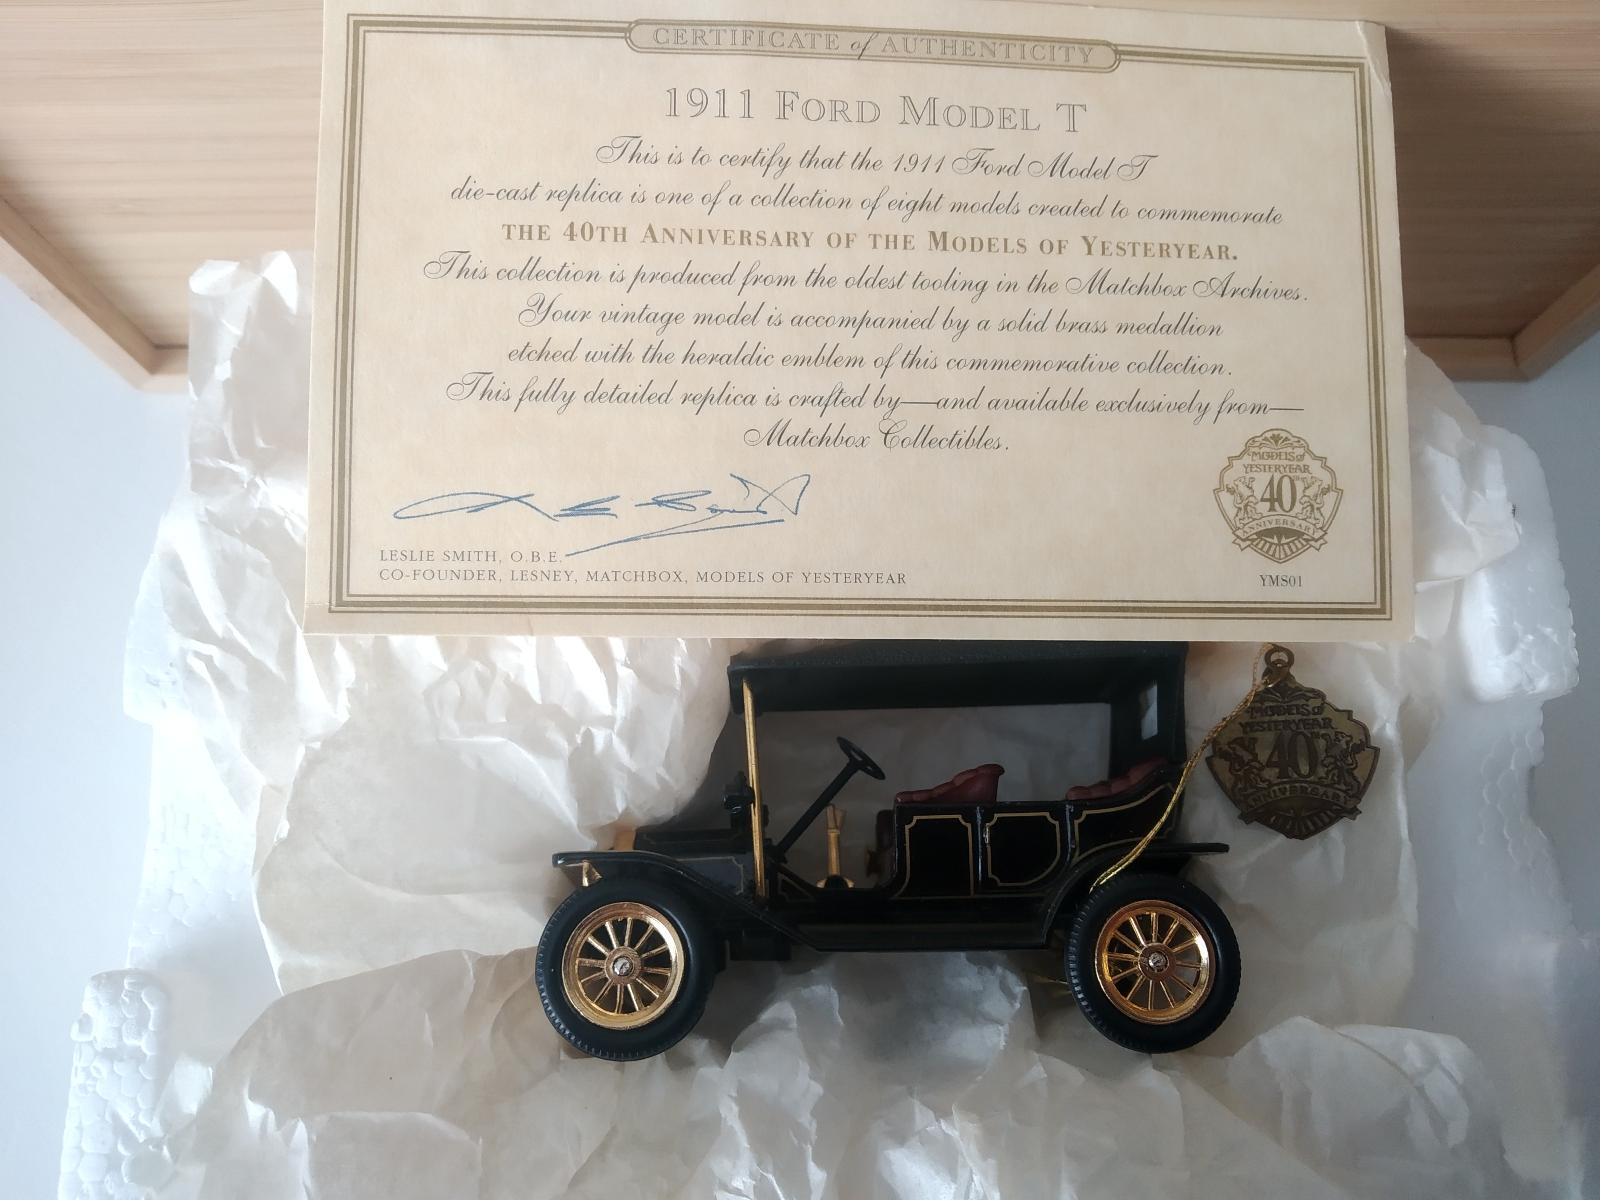 CERTIFICATE of AUTHENTICITY
1911 FORD MODEL T
This is to certify that the 1911 Ford Model T
die-cast replica is one of a collection of eight models created to commemorate
THE 40TH ANNIVERSARY OF THE MODELS OF YESTERYEAR.
This collection is produced from the oldest tooling in the Matchbox Archives.
Your vintage model is accompanied by a solid brass medallion
etched with the heraldic emblem of this commemorative collection.
This fully detailed replica is crafted by—and available exclusively from—
Matchbox Collectibles.
LESLIE SMITH, O.B.E.
CO-FOUNDER, LESNEY, MATCHBOX, MODELS OF YESTERYEAR
MODELS of
YESTERYEAR
40TH
ANNIVERSARY
YMS01
MODELS of
YESTERYEAR
40TH
ANNIVERSARY